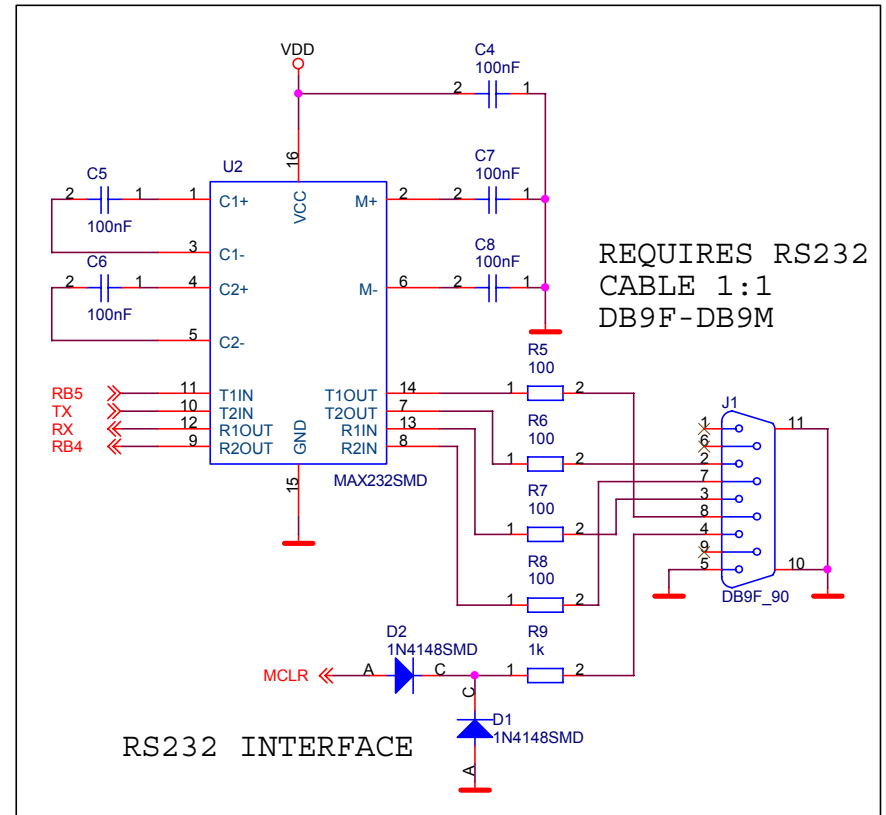 VDD
C4
100nF
2 1
16
U2
C5
2 1
100nF
1 C1+
VCC
M+ 2
C7
100nF
2 1
3 C1-
C6
2 1
100nF
4 C2+
M- 6
C8
100nF
2 1
5 C2-
REQUIRES RS232
CABLE 1:1
DB9F-DB9M
RB5 11 T1IN T1OUT 14
TX 10 T2IN T2OUT 7
RX 12 R1OUT R1IN 13
RB4 9 R2OUT R2IN 8
GND
15
MAX232SMD
R5
100
1 2
R6
100
1 2
R7
100
1 2
R8
100
1 2
R9
1k
1 2
J1
1
6
2
7
3
8
4
9
5
11
10
DB9F_90
D2
1N4148SMD
MCLR A C
C
D1
1N4148SMD
A
RS232 INTERFACE